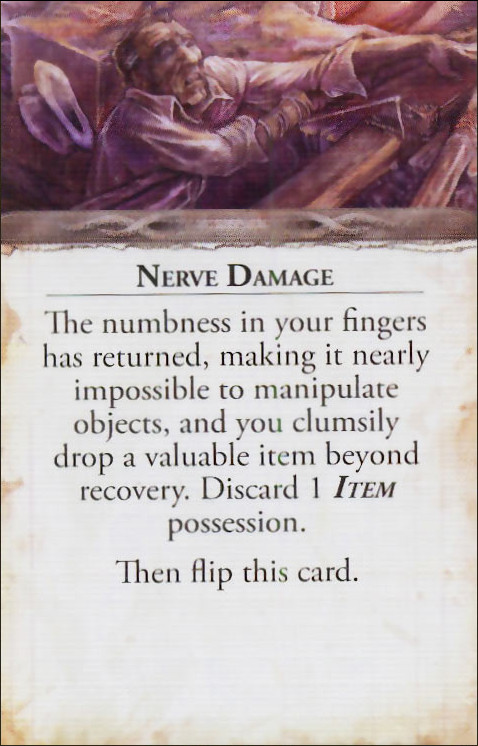 Nerve Damage
The numbness in your fingers
has returned, making it nearly
impossible to manipulate
objects, and you clumsily
drop a valuable item beyond
recovery. Discard 1 Item
possession.
Then flip this card.